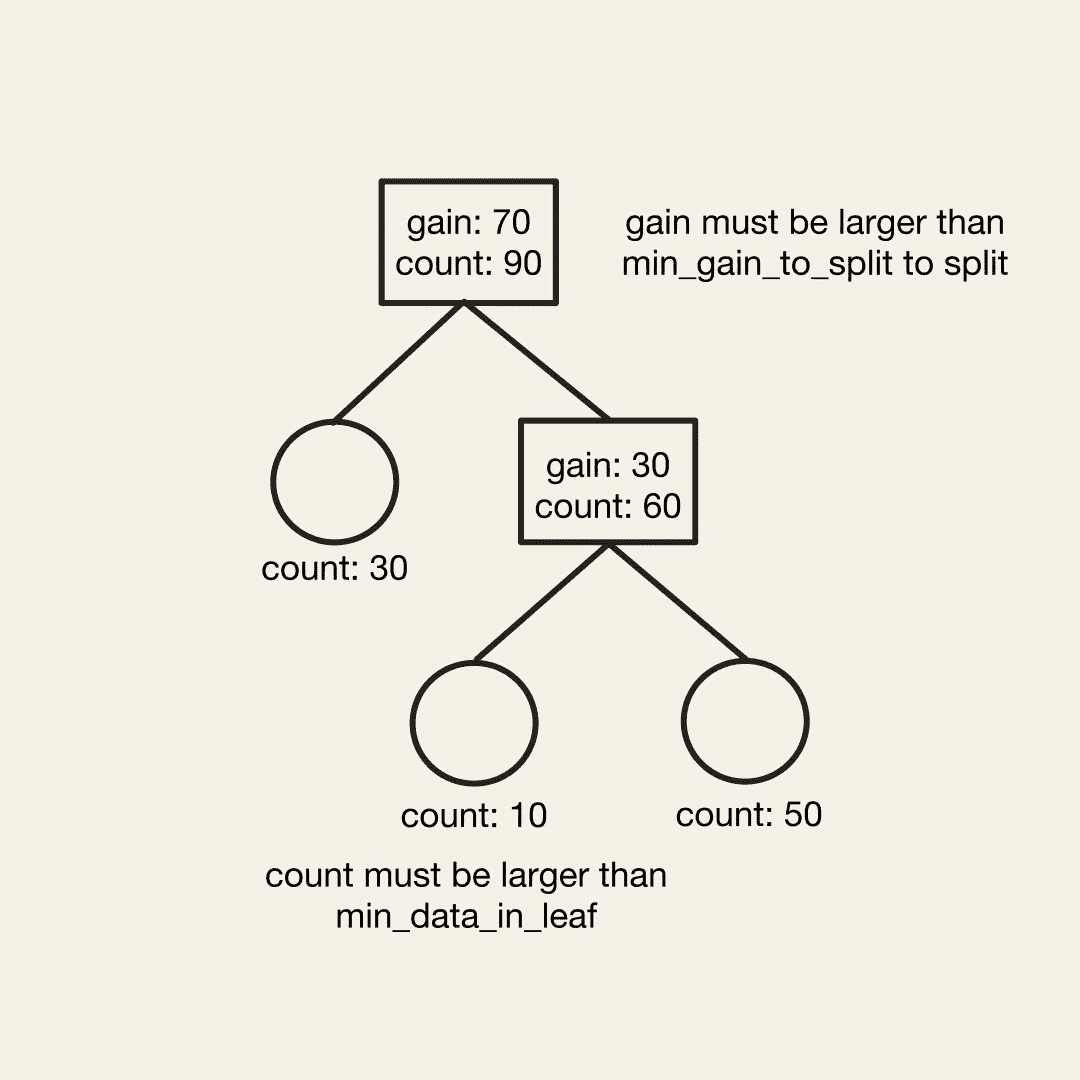 gain: 70
count: 90
gain must be larger than
min_gain_to_split to split
gain: 30
count: 60
count: 30
count: 10
count: 50
count must be larger than
min_data_in_leaf